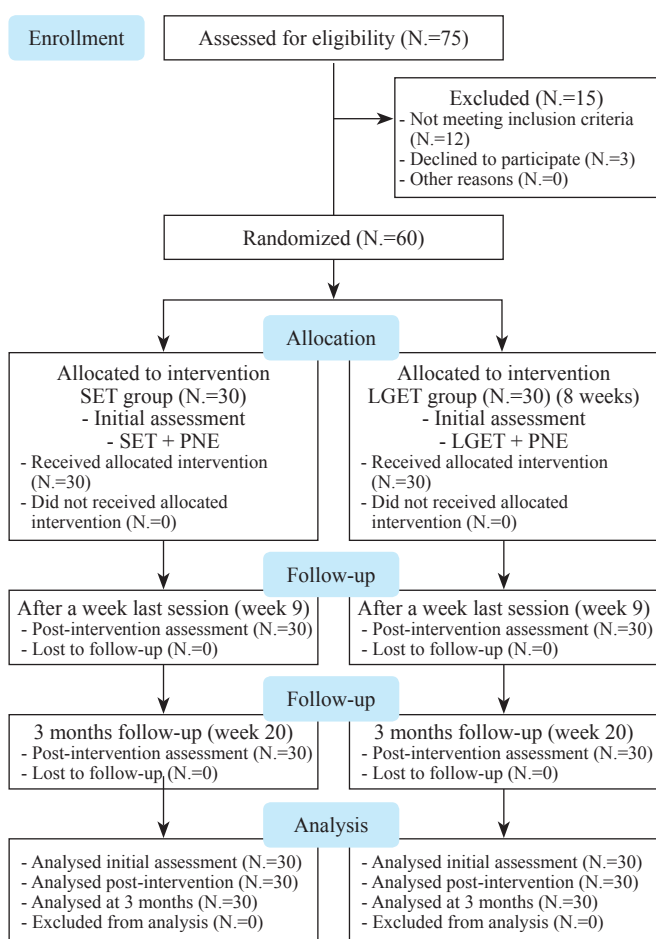 Enrollment
Assessed for eligibility (N.=75)
Excluded (N.=15)
- Not meeting inclusion criteria
(N.=12)
- Declined to participate (N.=3)
- Other reasons (N.=0)
Randomized (N.=60)
Allocation
Allocated to intervention
SET group (N.=30)
- Initial assessment
- SET + PNE
- Received allocated intervention
(N.=30)
- Did not received allocated
intervention (N.=0)
Allocated to intervention
LGET group (N.=30) (8 weeks)
- Initial assessment
- LGET + PNE
- Received allocated intervention
(N.=30)
- Did not received allocated
intervention (N.=0)
Follow-up
After a week last session (week 9)
- Post-intervention assessment (N.=30)
- Lost to follow-up (N.=0)
After a week last session (week 9)
- Post-intervention assessment (N.=30)
- Lost to follow-up (N.=0)
Follow-up
3 months follow-up (week 20)
- Post-intervention assessment (N.=30)
- Lost to follow-up (N.=0)
3 months follow-up (week 20)
- Post-intervention assessment (N.=30)
- Lost to follow-up (N.=0)
Analysis
- Analysed initial assessment (N.=30)
- Analysed post-intervention (N.=30)
- Analysed at 3 months (N.=30)
- Excluded from analysis (N.=0)
- Analysed initial assessment (N.=30)
- Analysed post-intervention (N.=30)
- Analysed at 3 months (N.=30)
- Excluded from analysis (N.=0)